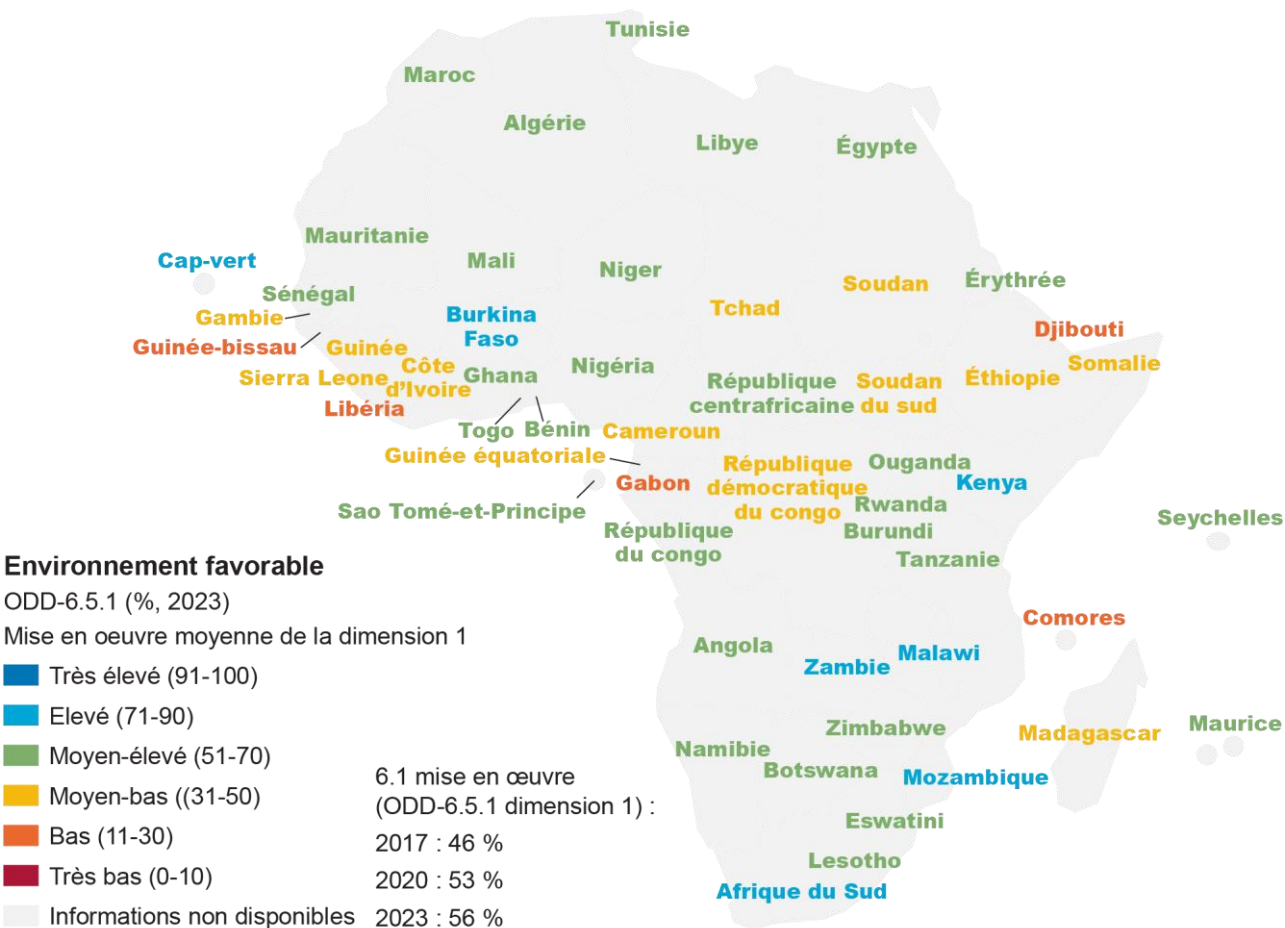 Tunisie
Maroc
Algérie
Libye
Égypte
Mauritanie
Cap-vert
Mali
Niger
Soudan
Érythrée
Sénégal
Gambie
Burkina
Faso
Tchad
Djibouti
Guinée-bissau
Guinée
Sierra Leone
Côte
d'Ivoire
Ghana
Nigéria
République
centrafricaine
Soudan
du sud
Éthiopie
Somalie
Libéria
Togo
Bénin
Cameroun
Guinée équatoriale
Gabon
République
démocratique
du congo
Ouganda
Kenya
Rwanda
Sao Tomé-et-Principe
République
du congo
Burundi
Tanzanie
Seychelles
Comores
Angola
Zambie
Malawi
Zimbabwe
Madagascar
Maurice
Namibie
Botswana
Mozambique
Eswatini
Lesotho
Afrique du Sud
Environnement favorable
ODD-6.5.1 (%, 2023)
Mise en oeuvre moyenne de la dimension 1
Très élevé (91-100)
Elevé (71-90)
Moyen-élevé (51-70)
Moyen-bas ((31-50)
Bas (11-30)
Très bas (0-10)
Informations non disponibles
6.1 mise en œuvre
(ODD-6.5.1 dimension 1) :
2017 : 46 %
2020 : 53 %
2023 : 56 %